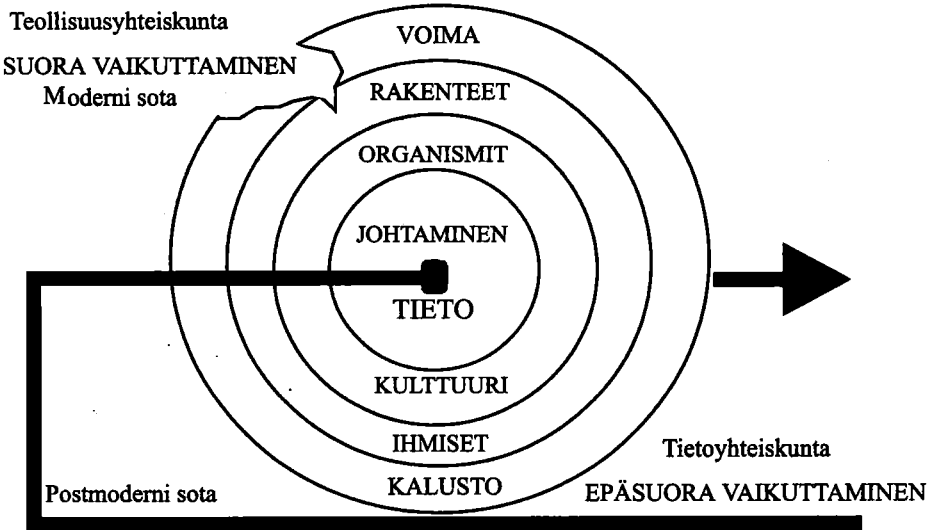 Teollisuusyhteiskunta
SUORA VAIKUTTAMINEN
Moderni sota
VOIMA
RAKENTEET
ORGANISMIT
JOHTAMINEN
TIETO
KULTTUURI
IHMISET
KALUSTO
Tietoyhteiskunta
Postmoderni sota
EPÄSUORA VAIKUTTAMINEN